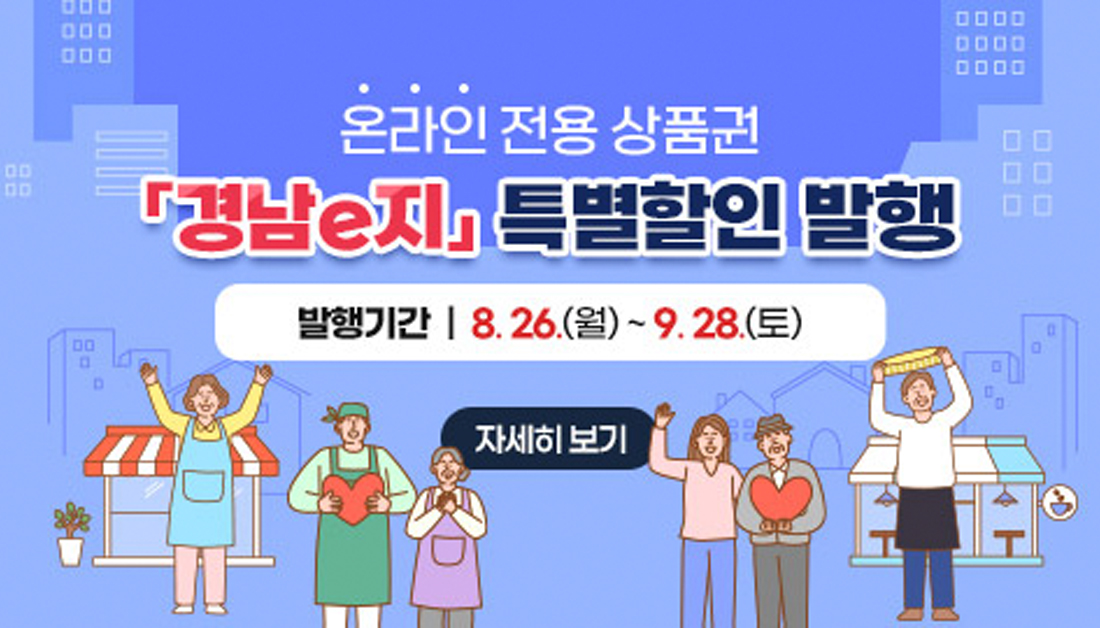 온라인 전용 상품권
「경남e지」 특별할인 발행
발행기간 | 8. 26.(월) ~ 9. 28.(토)
자세히 보기